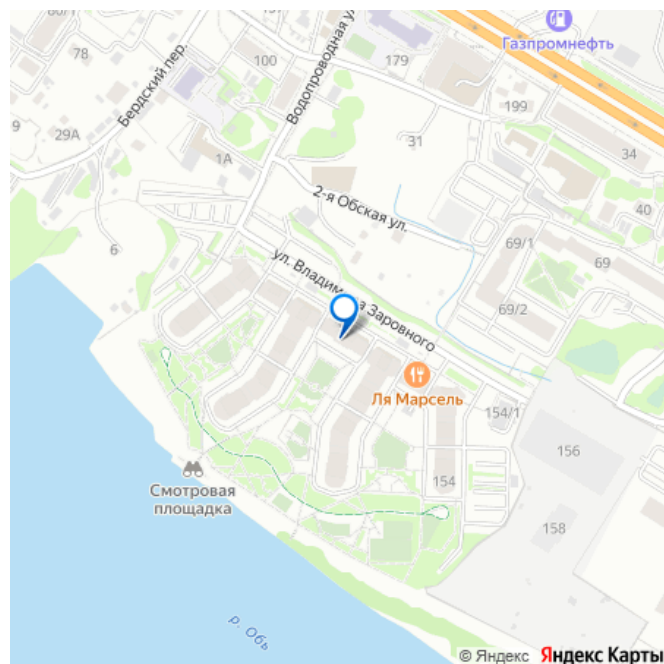 60/1
78
Бердский пер.
100
Водопроводная ул.
179
Газпромнефть
9
29А
1А
199
31
34
2-я Обская ул.
40
6
69/1
69
ул. Владимира Заровного
69/2
Ля Марсель
154/1
156
154
Смотровая
площадка
158
р. Обь
© Яндекс Яндекс Карты